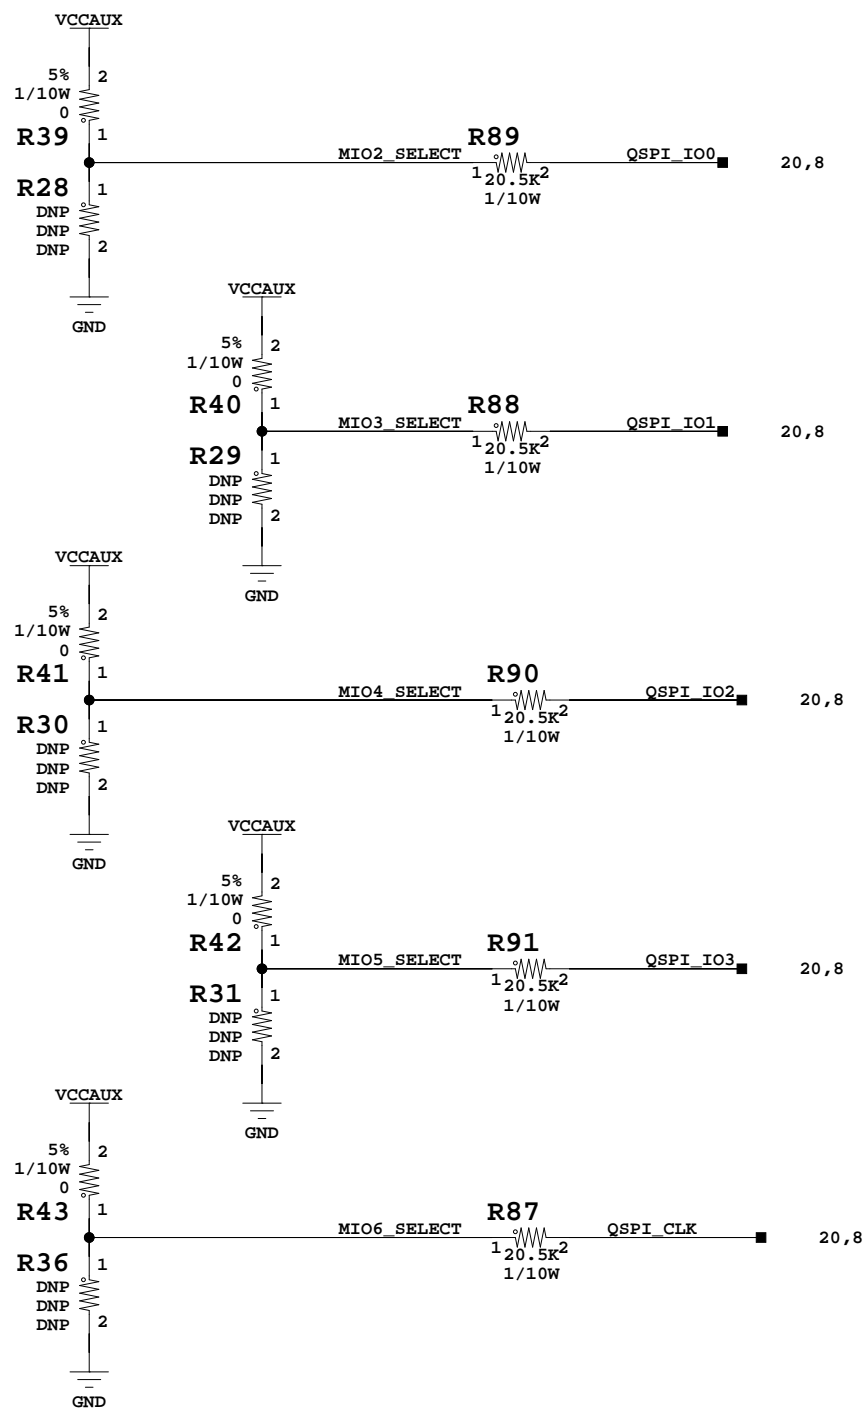 VCCAUX
5% 2
1/10W
0
R39 1
MIO2_SELECT R89 QSPI_IO0 20,8
1 20.5K 2
1/10W
R28 1
DNP
DNP
DNP 2
GND
VCCAUX
5% 2
1/10W
0
R40 1
MIO3_SELECT R88 QSPI_IO1 20,8
1 20.5K 2
1/10W
R29 1
DNP
DNP
DNP 2
GND
VCCAUX
5% 2
1/10W
0
R41 1
MIO4_SELECT R90 QSPI_IO2 20,8
1 20.5K 2
1/10W
R30 1
DNP
DNP
DNP 2
GND
VCCAUX
5% 2
1/10W
0
R42 1
MIO5_SELECT R91 QSPI_IO3 20,8
1 20.5K 2
1/10W
R31 1
DNP
DNP
DNP 2
GND
VCCAUX
5% 2
1/10W
0
R43 1
MIO6_SELECT R87 QSPI_CLK 20,8
1 20.5K 2
1/10W
R36 1
DNP
DNP
DNP 2
GND